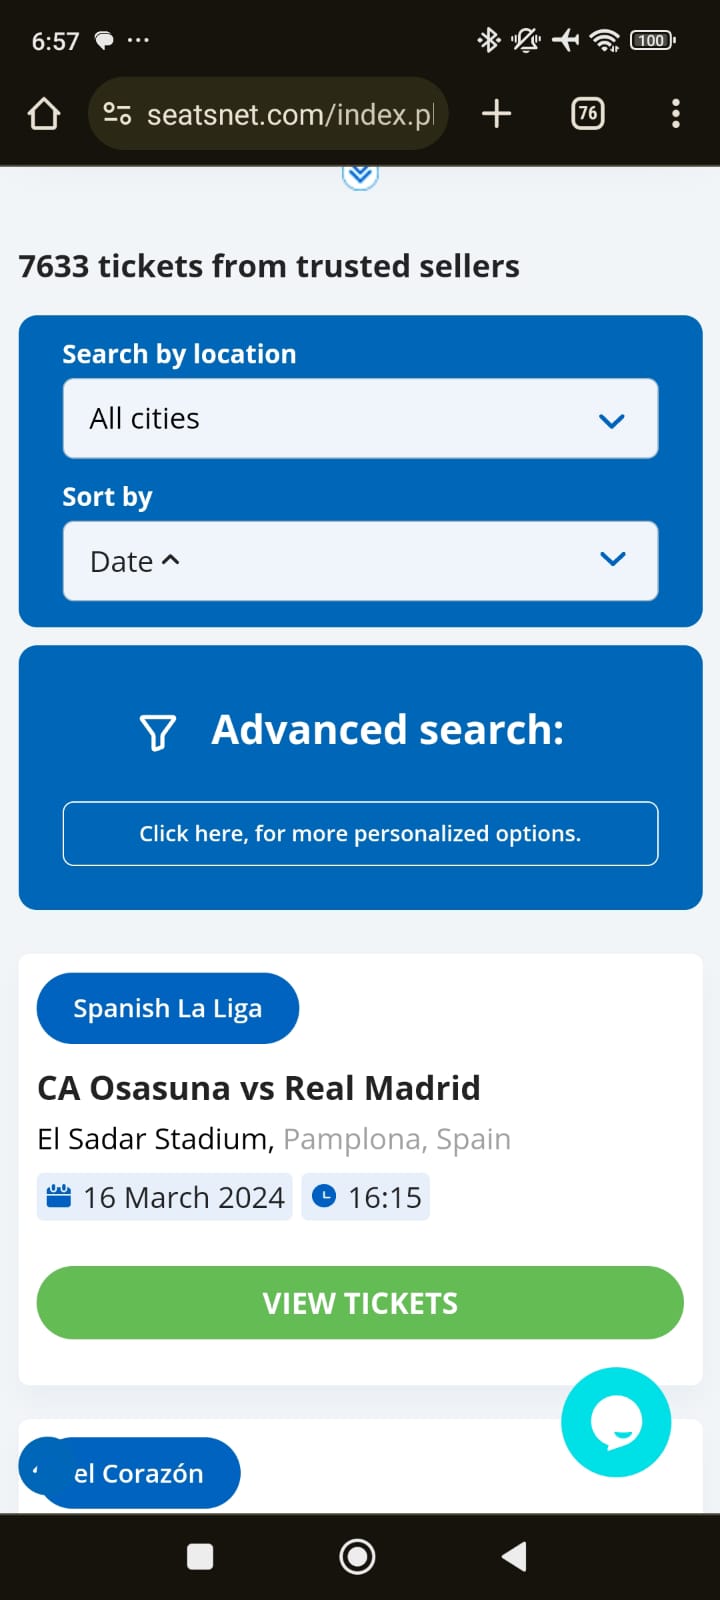 6:57
100
seatsnet.com/index.p
76
7633 tickets from trusted sellers
Search by location
All cities
Sort by
Date
Advanced search:
Click here, for more personalized options.
Spanish La Liga
CA Osasuna vs Real Madrid
El Sadar Stadium, Pamplona, Spain
16 March 2024 16:15
VIEW TICKETS
el Corazón